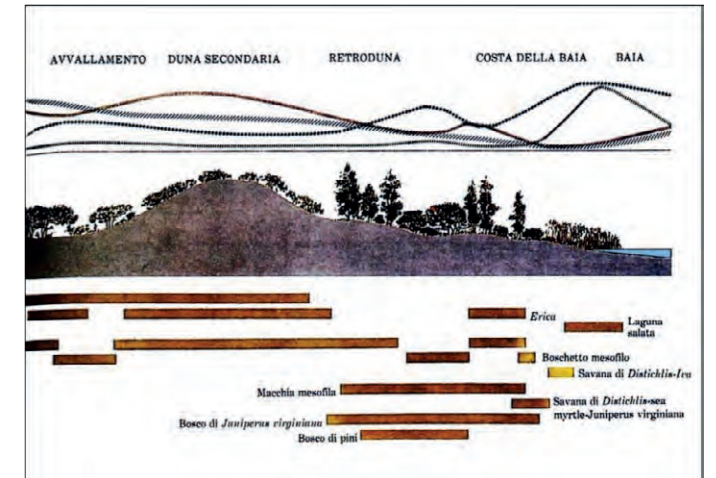 AVVALLAMENTO DUNA SECONDARIA RETRODUNA COSTA DELLA BAIA BAIA
Erica
Laguna
salata
Boschetto mesofilo
Savana di Distichlis-Iva
Macchia mesofila
Savana di Distichlis-sea
myrtle-Juniperus virginiana
Bosco di Juniperus virginiana
Bosco di pini